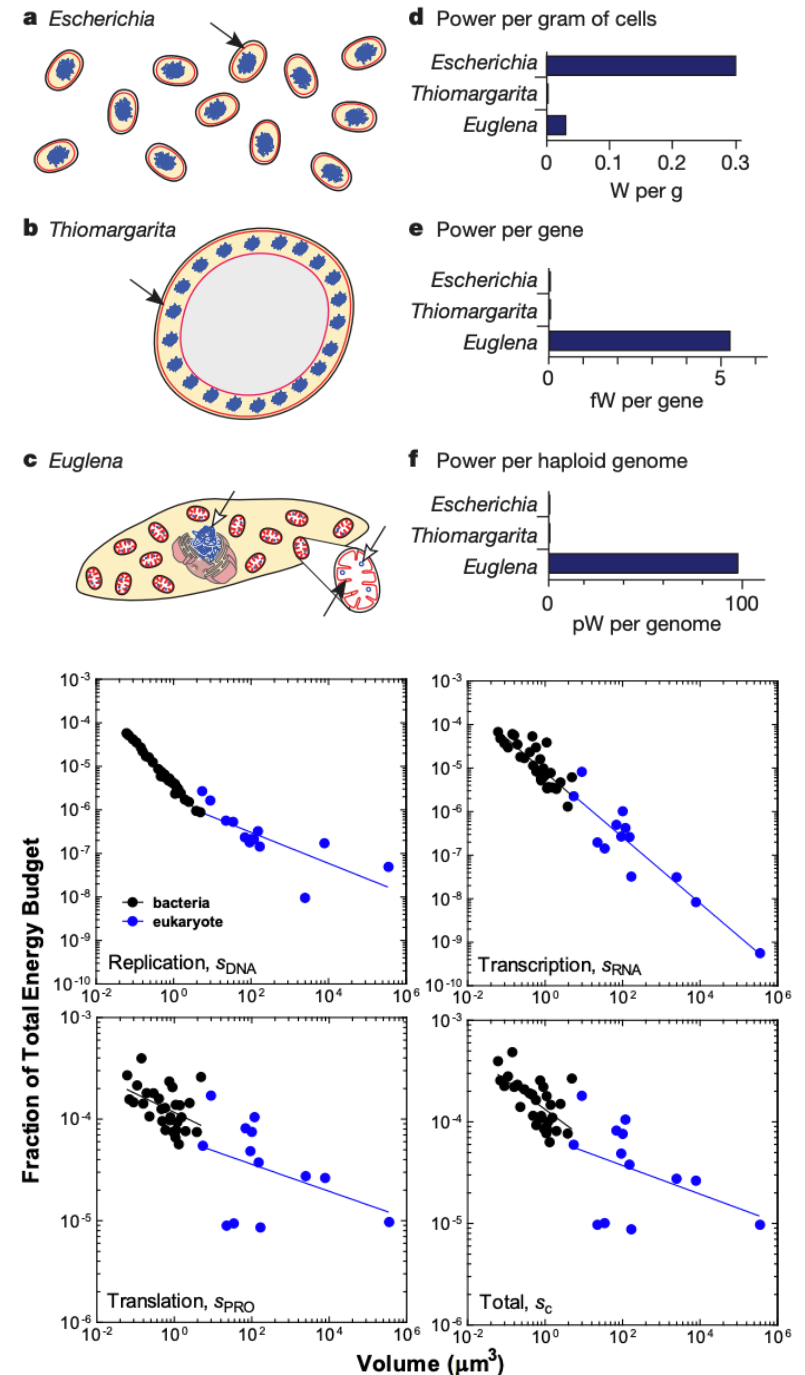 a Escherichia
d Power per gram of cells
Escherichia
Thiomargarita
Euglena
0 0.1 0.2 0.3
W per g
b Thiomargarita
e Power per gene
Escherichia
Thiomargarita
Euglena
0 5
fW per gene
c Euglena
f Power per haploid genome
Escherichia
Thiomargarita
Euglena
0 100
pW per genome
Fraction of Total Energy Budget
10⁻³
10⁻⁴
10⁻⁵
10⁻⁶
10⁻⁷
10⁻⁸
10⁻⁹
10⁻¹⁰
bacteria
eukaryote
Replication, sDNA
10⁻² 10⁰ 10² 10⁴ 10⁶
10⁻³
10⁻⁴
10⁻⁵
10⁻⁶
10⁻⁷
10⁻⁸
10⁻⁹
10⁻¹⁰
Transcription, sRNA
10⁻² 10⁰ 10² 10⁴ 10⁶
10⁻³
10⁻⁴
10⁻⁵
10⁻⁶
Translation, sPRO
10⁻² 10⁰ 10² 10⁴ 10⁶
10⁻³
10⁻⁴
10⁻⁵
10⁻⁶
Total, sc
10⁻² 10⁰ 10² 10⁴ 10⁶
Volume (μm³)